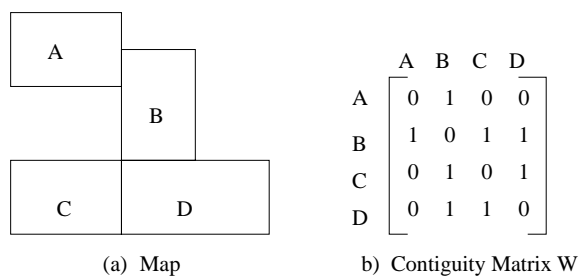 A
B
C
D
(a) Map
A B C D
A 0 1 0 0
B 1 0 1 1
C 0 1 0 1
D 0 1 1 0
b) Contiguity Matrix W